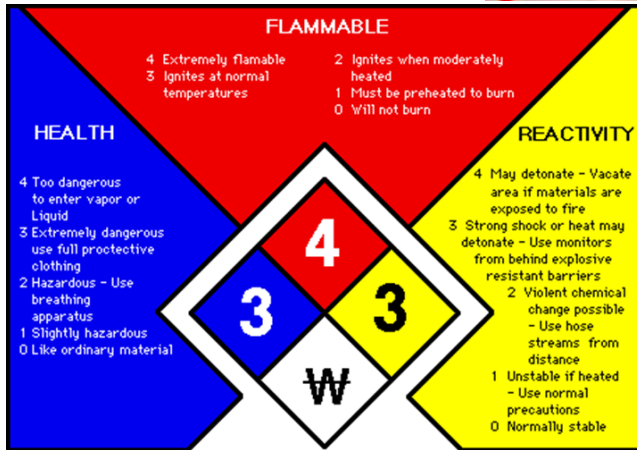 FLAMMABLE
4 Extremely flamable
3 Ignites at normal
temperatures
2 Ignites when moderately
heated
1 Must be preheated to burn
0 Will not burn
HEALTH
4 Too dangerous
to enter vapor or
Liquid
3 Extremely dangerous
use full proctective
clothing
2 Hazardous - Use
breathing
apparatus
1 Slightly hazardous
0 Like ordinary material
REACTIVITY
4 May detonate - Vacate
area if materials are
exposed to fire
3 Strong shock or heat may
detonate - Use monitors
from behind explosive
resistant barriers
2 Violent chemical
change possible
- Use hose
streams from
distance
1 Unstable if heated
- Use normal
precautions
0 Normally stable
4
3 3
W